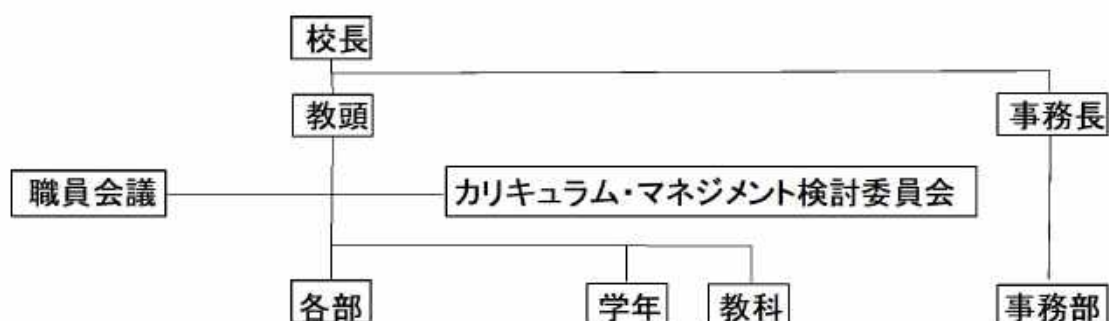 校長
教頭
事務長
職員会議
カリキュラム・マネジメント検討委員会
各部
学年
教科
事務部